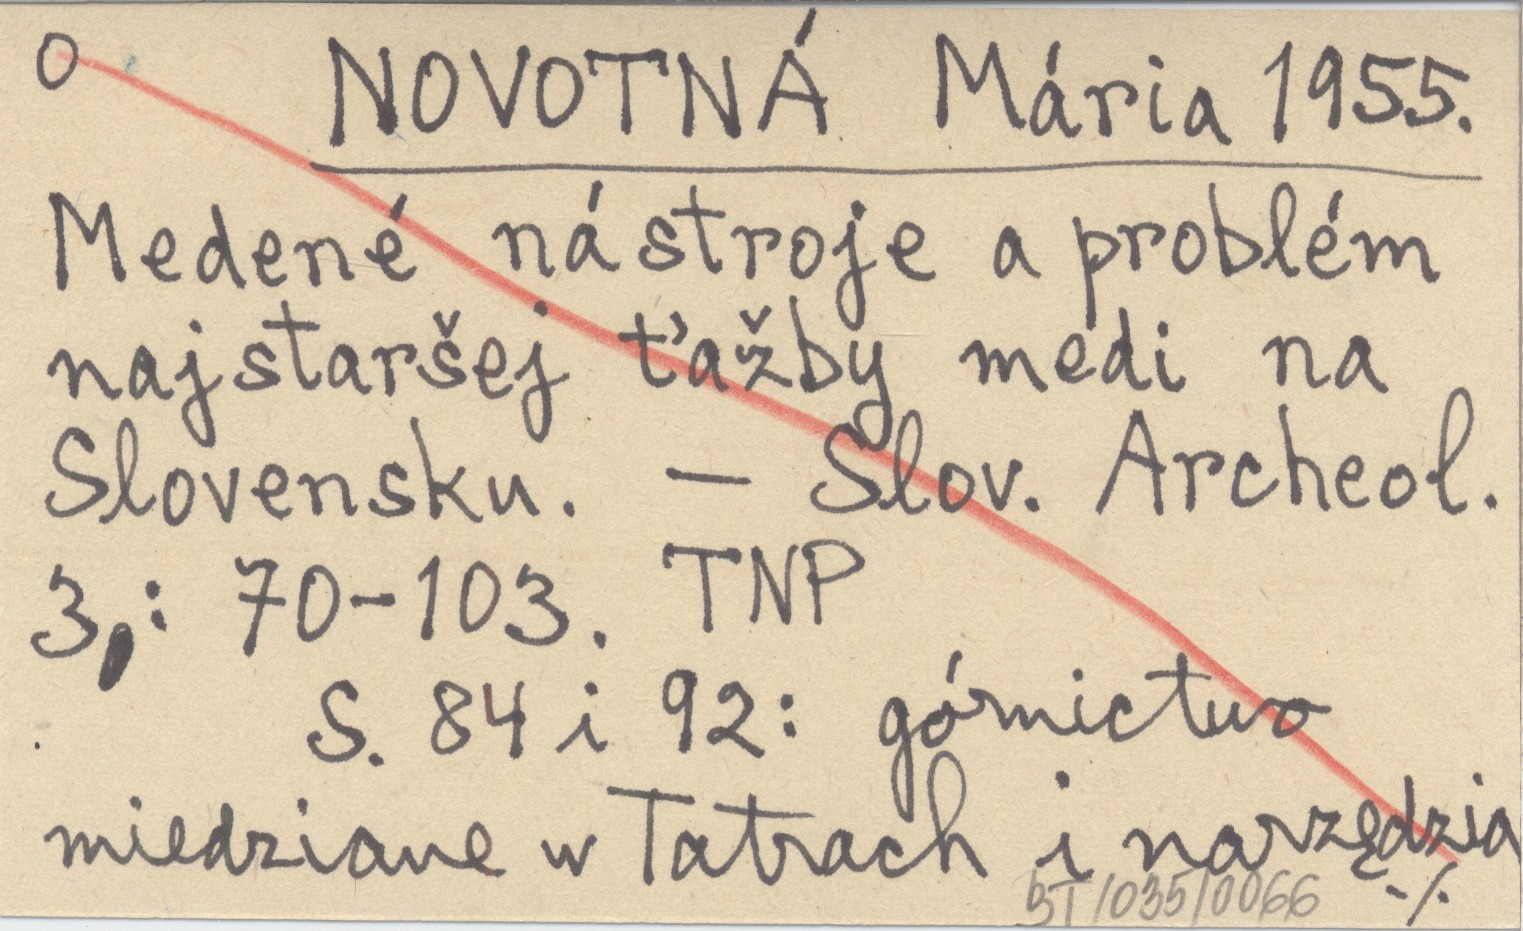 O NOVOTNÁ Mária 1955.
Medené nástroje a problém
najstaršej ťažby medi na
Slovensku. — Slov. Archeol.
3,: 70-103. TNP
S. 84 i 92: górnictwo
miedziane w Tatrach i narzędzia
BT/035/0066 -/.